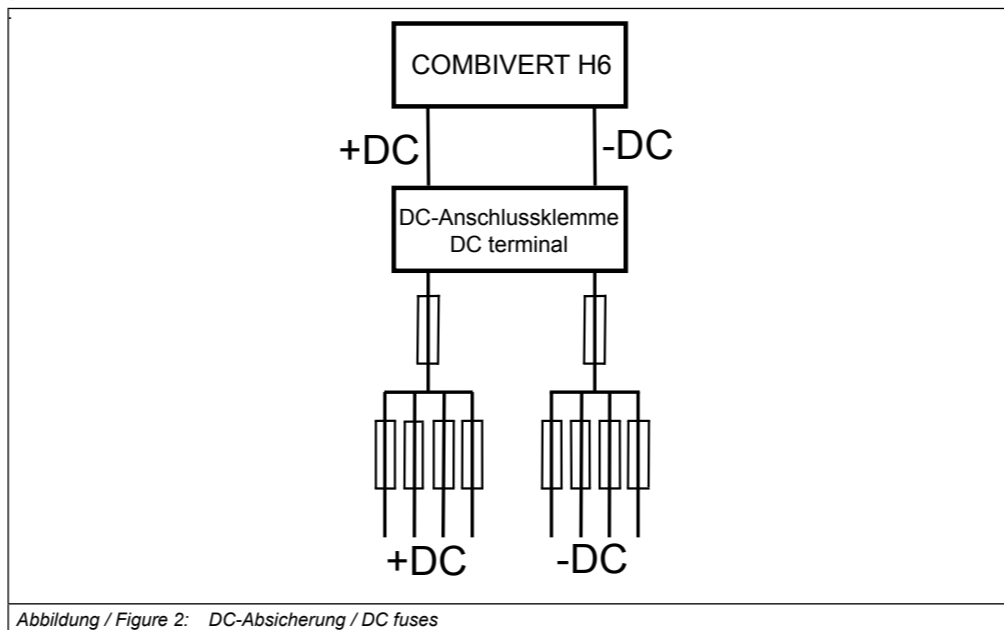 COMBIVERT H6
+DC -DC
DC-Anschlussklemme
DC terminal
+DC -DC
Abbildung / Figure 2: DC-Absicherung / DC fuses